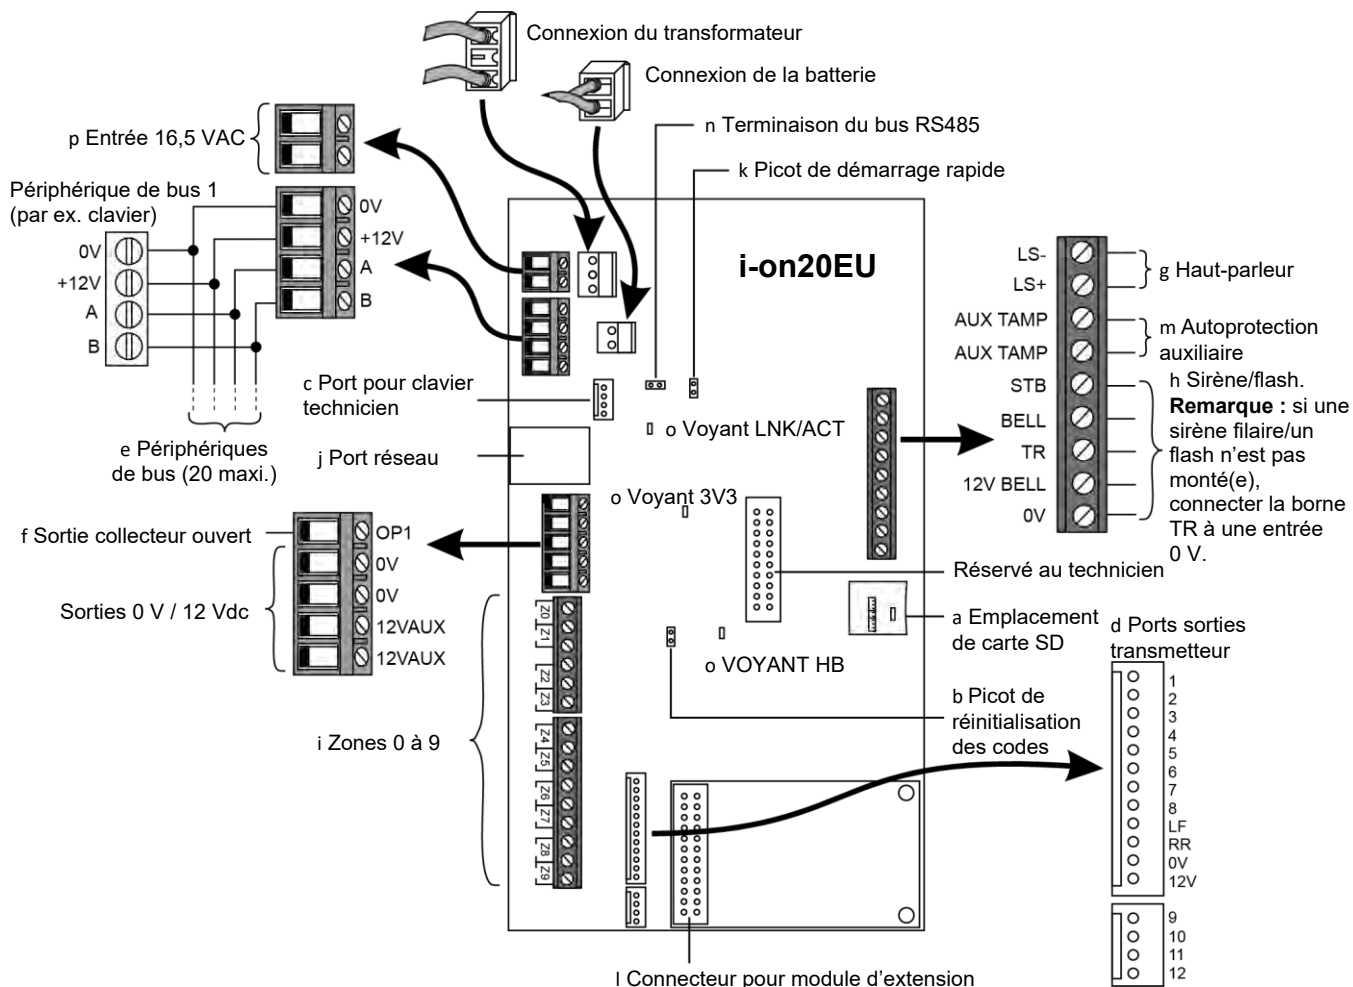 Connexion du transformateur
Connexion de la batterie
n Terminaison du bus RS485
k Picot de démarrage rapide
p Entrée 16,5 VAC
Périphérique de bus 1
(par ex. clavier)
0V
+12V
A
B
0V
+12V
A
B
e Périphériques
de bus (20 maxi.)
i-on20EU
c Port pour clavier
technicien
j Port réseau
o Voyant LNK/ACT
o Voyant 3V3
f Sortie collecteur ouvert
OP1
0V
0V
12VAUX
12VAUX
Sorties 0 V / 12 Vdc
i Zones 0 à 9
Z0
Z1
Z2
Z3
Z4
Z5
Z6
Z7
Z8
Z9
o VOYANT HB
LS-
LS+
AUX TAMP
AUX TAMP
STB
BELL
TR
12V BELL
0V
g Haut-parleur
m Autoprotection
auxiliaire
h Sirène/flash.
Remarque : si une
sirène filaire/un
flash n'est pas
monté(e),
connecter la borne
TR à une entrée
0 V.
Réservé au technicien
a Emplacement
de carte SD
b Picot de
réinitialisation
des codes
d Ports sorties
transmetteur
1
2
3
4
5
6
7
8
LF
RR
0V
12V
9
10
11
12
l Connecteur pour module d'extension